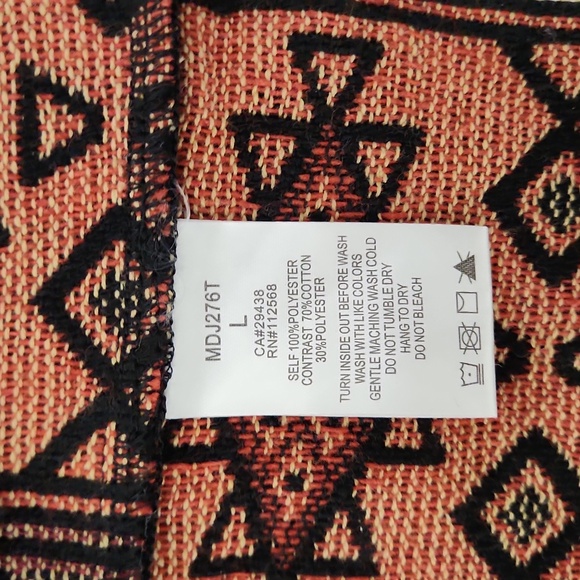 MDJ276T
L
CA#29438
RN#112568
SELF 100%POLYESTER
CONTRAST 70%COTTON
30%POLYESTER
TURN INSIDE OUT BEFORE WASH
WASH WITH LIKE COLORS
GENTLE MACHING WASH COLD
DO NOT TUMBLE DRY
HANG TO DRY
DO NOT BLEACH